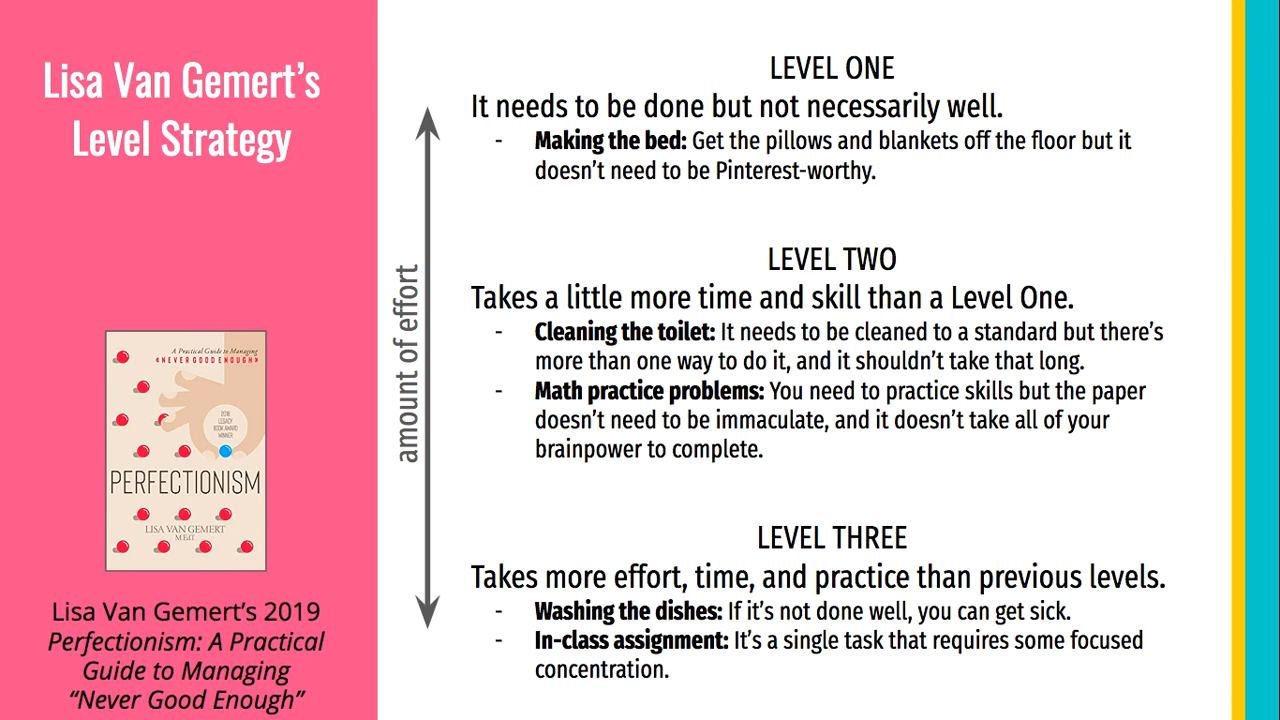 Lisa Van Gemert’s
Level Strategy
A Practical Guide to Managing
«NEVER GOOD ENOUGH»
2018
LEGACY
BOOK AWARD
WINNER
PERFECTIONISM
LISA VAN GEMERT
M.Ed.T.
Lisa Van Gemert’s 2019
Perfectionism: A Practical
Guide to Managing
“Never Good Enough”
amount of effort
LEVEL ONE
It needs to be done but not necessarily well.
- Making the bed: Get the pillows and blankets off the floor but it
doesn’t need to be Pinterest-worthy.
LEVEL TWO
Takes a little more time and skill than a Level One.
- Cleaning the toilet: It needs to be cleaned to a standard but there’s
more than one way to do it, and it shouldn’t take that long.
- Math practice problems: You need to practice skills but the paper
doesn’t need to be immaculate, and it doesn’t take all of your
brainpower to complete.
LEVEL THREE
Takes more effort, time, and practice than previous levels.
- Washing the dishes: If it’s not done well, you can get sick.
- In-class assignment: It’s a single task that requires some focused
concentration.